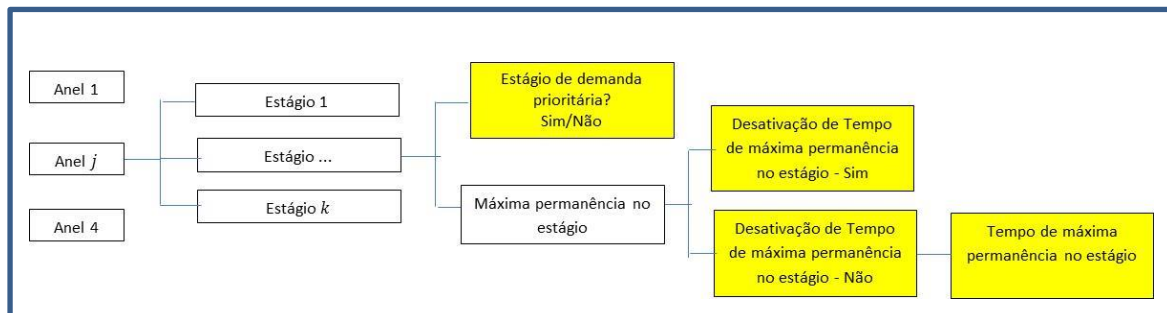 Anel 1
Anel j
Anel 4
Estágio 1
Estágio ...
Estágio k
Estágio de demanda
prioritária?
Sim/Não
Máxima permanência no
estágio
Desativação de Tempo
de máxima permanência
no estágio - Sim
Desativação de Tempo
de máxima permanência
no estágio - Não
Tempo de máxima
permanência no estágio